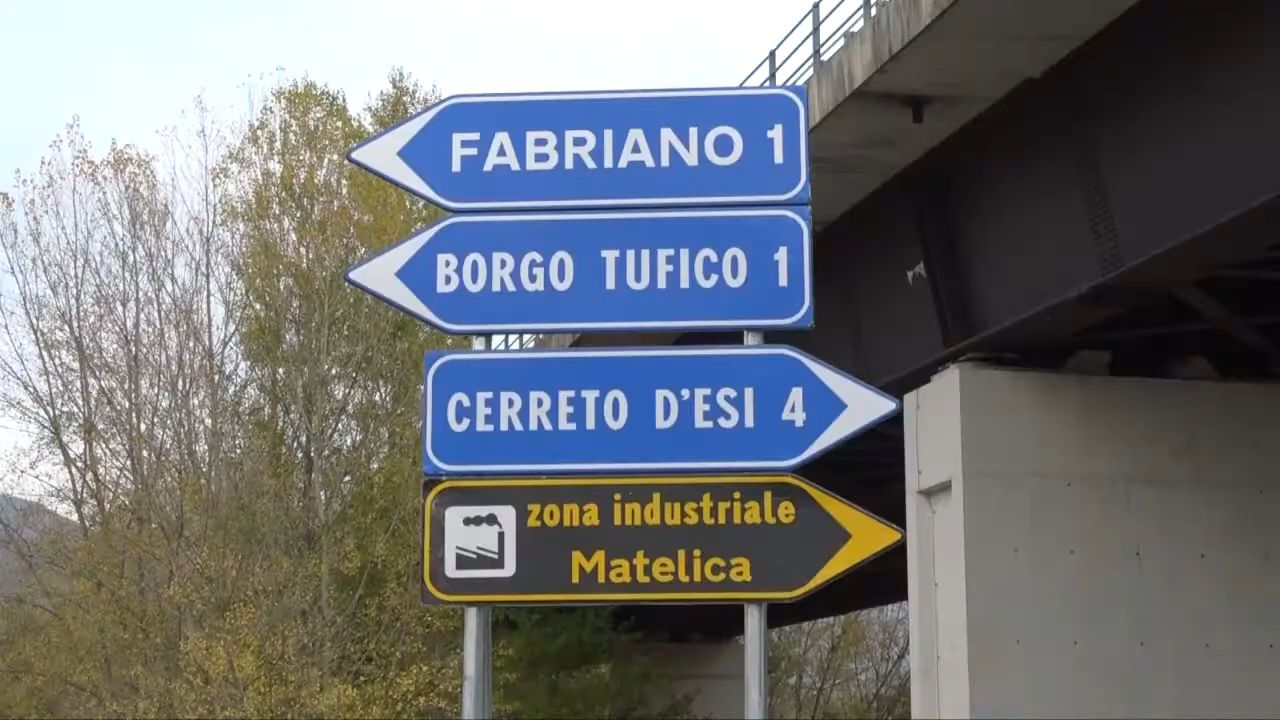 FABRIANO 1
BORGO TUFICO 1
CERRETO D'ESI 4
zona industriale
Matelica